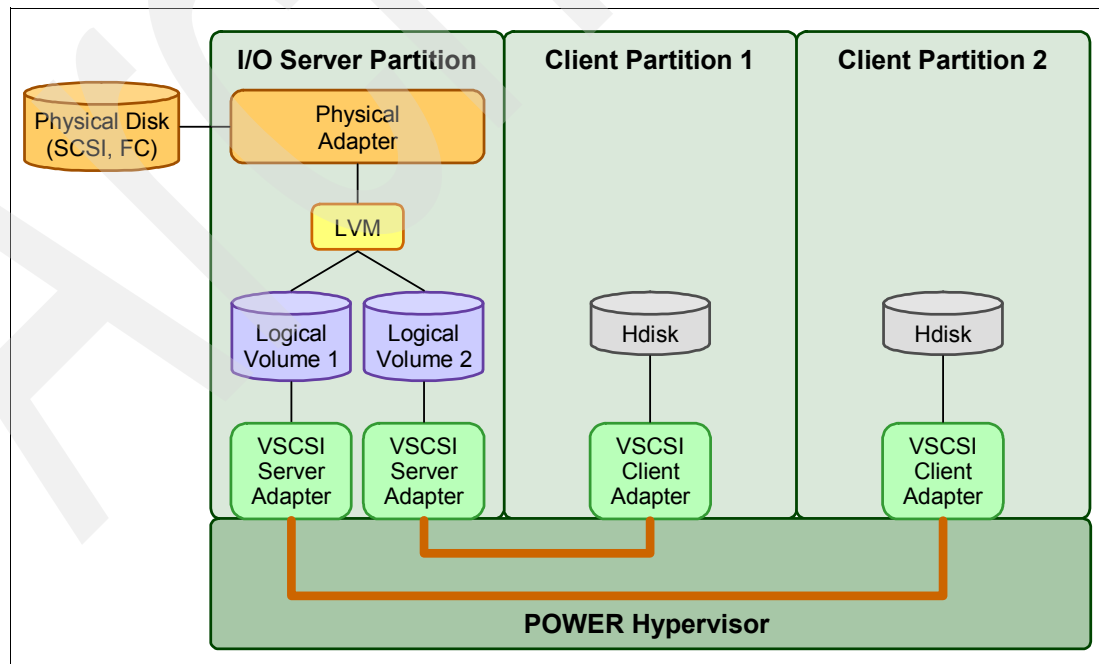 I/O Server Partition
Client Partition 1
Client Partition 2
Physical Disk
(SCSI, FC)
Physical
Adapter
LVM
Logical
Volume 1
Logical
Volume 2
Hdisk
Hdisk
VSCSI
Server
Adapter
VSCSI
Server
Adapter
VSCSI
Client
Adapter
VSCSI
Client
Adapter
POWER Hypervisor